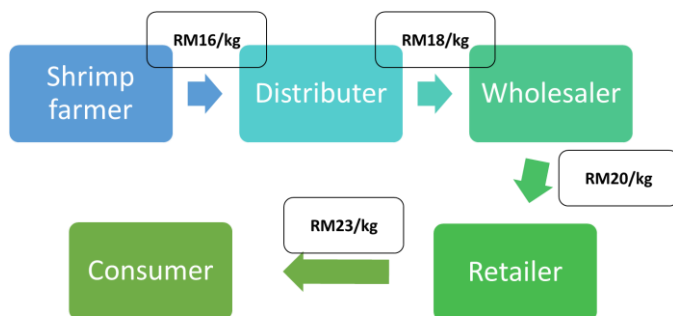 RM16/kg
RM18/kg
Shrimp
farmer
Distributer
Wholesaler
RM20/kg
RM23/kg
Consumer
Retailer